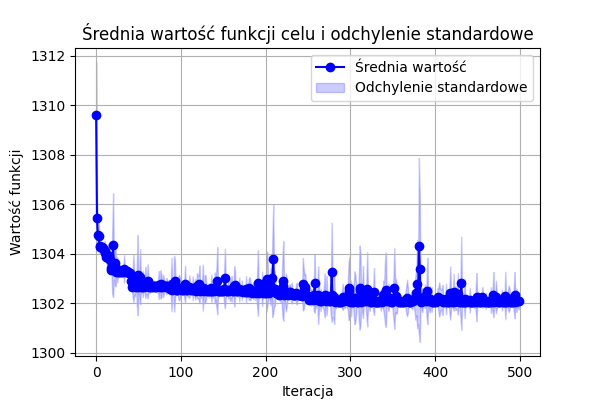 Średnia wartość funkcji celu i odchylenie standardowe
Średnia wartość
Odchylenie standardowe
Wartość funkcji
1312
1310
1308
1306
1304
1302
1300
0 100 200 300 400 500
Iteracja